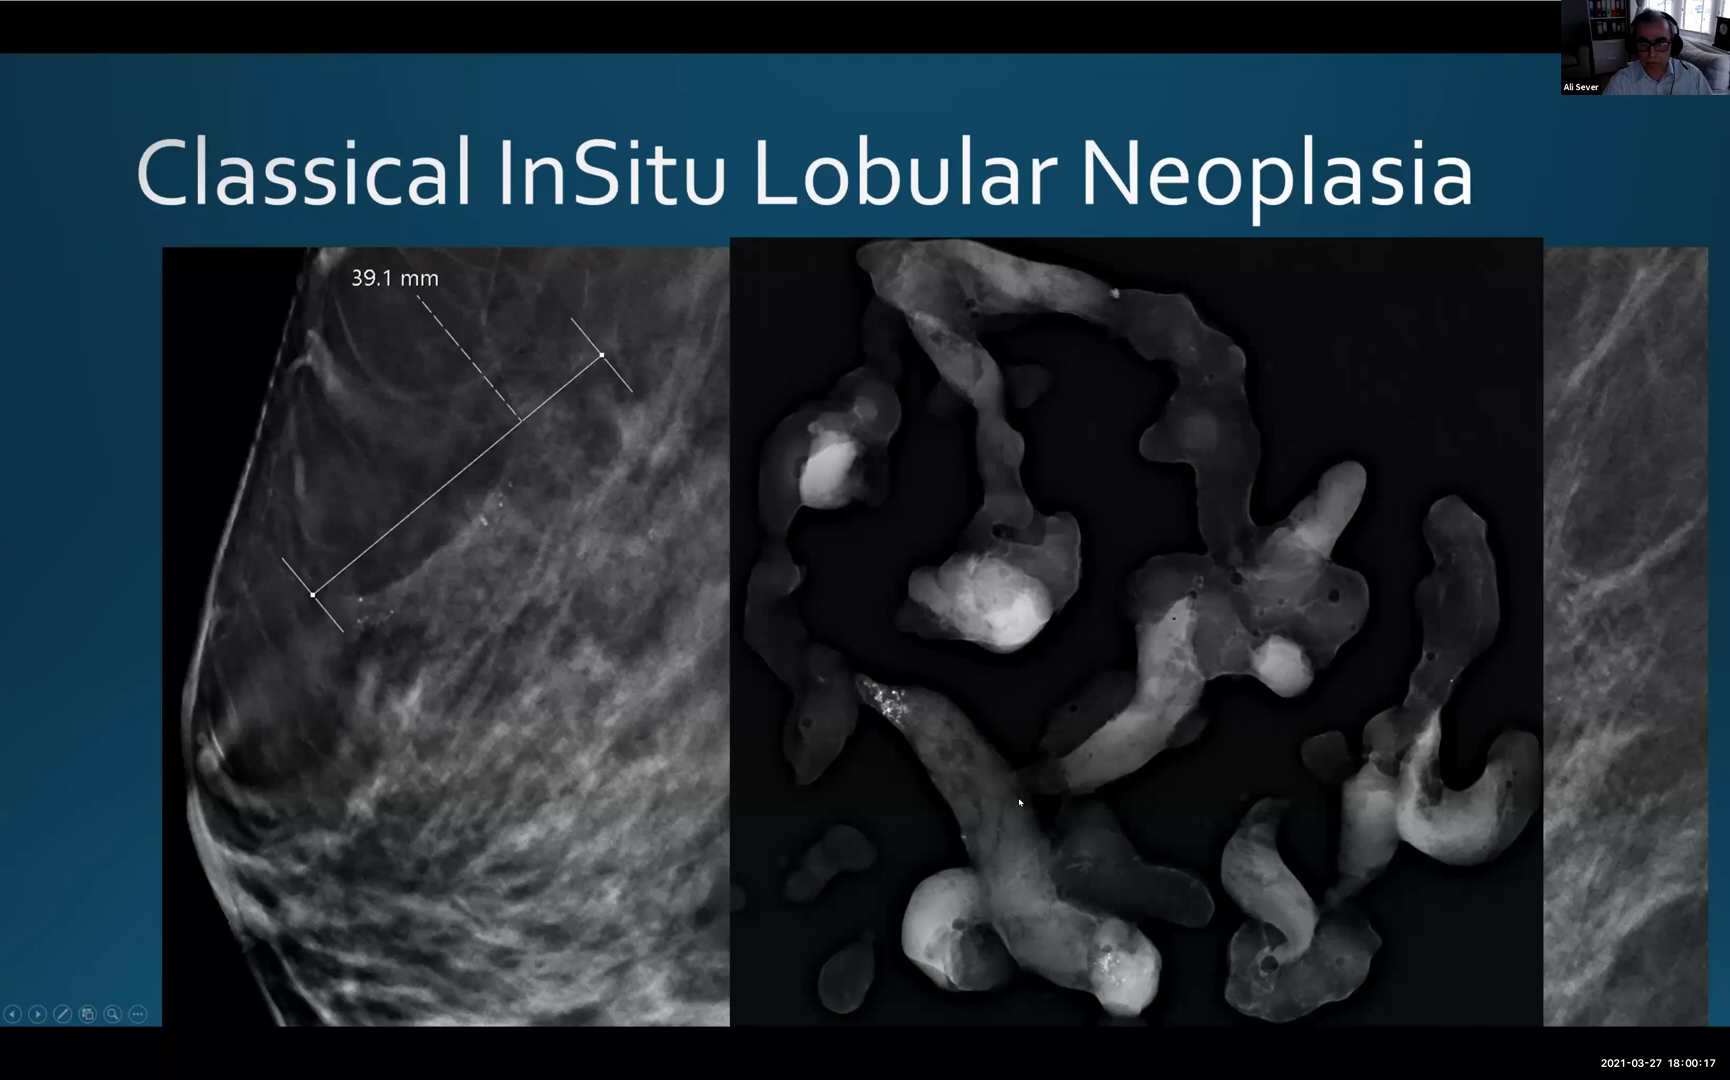 Ali Sever
Classical InSitu Lobular Neoplasia
39.1 mm
2021-03-27 18:00:17